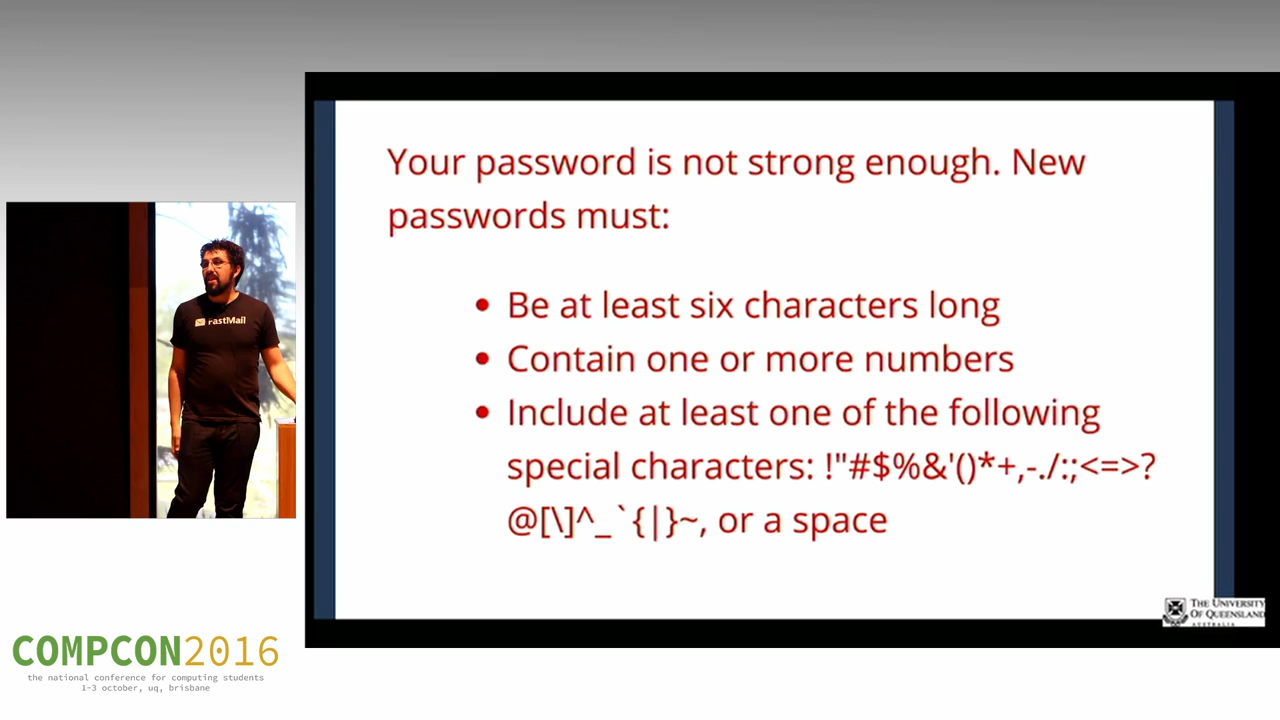 Your password is not strong enough. New
passwords must:
• Be at least six characters long
• Contain one or more numbers
• Include at least one of the following
special characters: !"#$%&'()*+,-./:;<=>?
@[\]^_`{|}~, or a space
FastMail
THE UNIVERSITY
OF QUEENSLAND
AUSTRALIA
COMPCON2016
the national conference for computing students
1-3 october, uq, brisbane